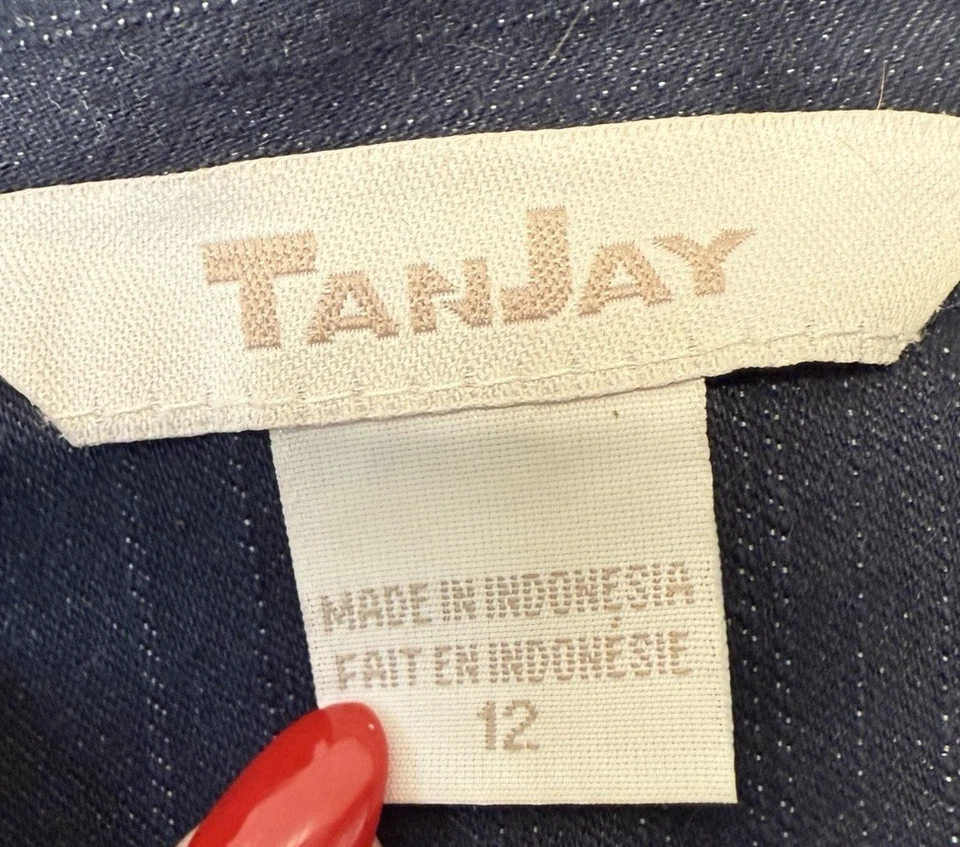 TANJAY
MADE IN INDONESIA
FAIT EN INDONÉSIE
12